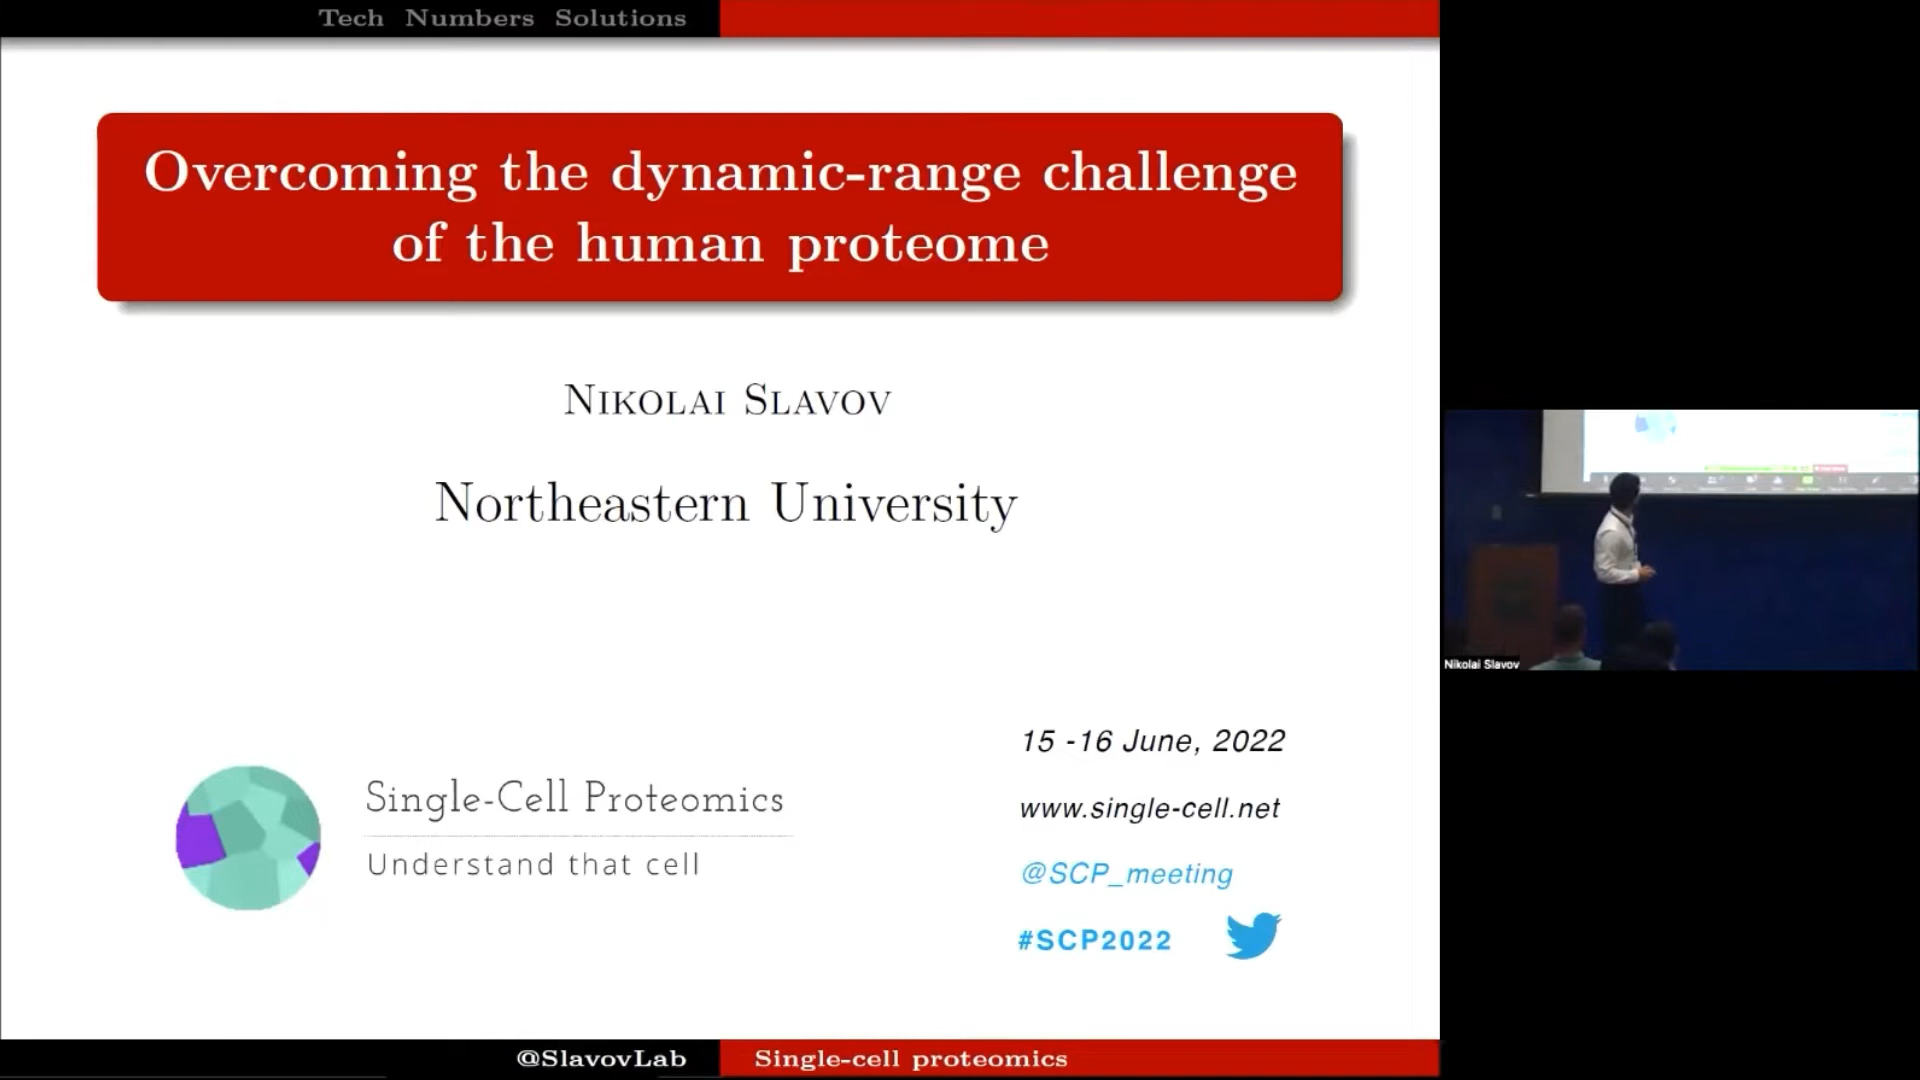 Tech Numbers Solutions
Overcoming the dynamic-range challenge
of the human proteome
NIKOLAI SLAVOV
Northeastern University
Single-Cell Proteomics
Understand that cell
15 -16 June, 2022
www.single-cell.net
@SCP_meeting
#SCP2022
Nikolai Slavov
@SlavovLab
Single-cell proteomics